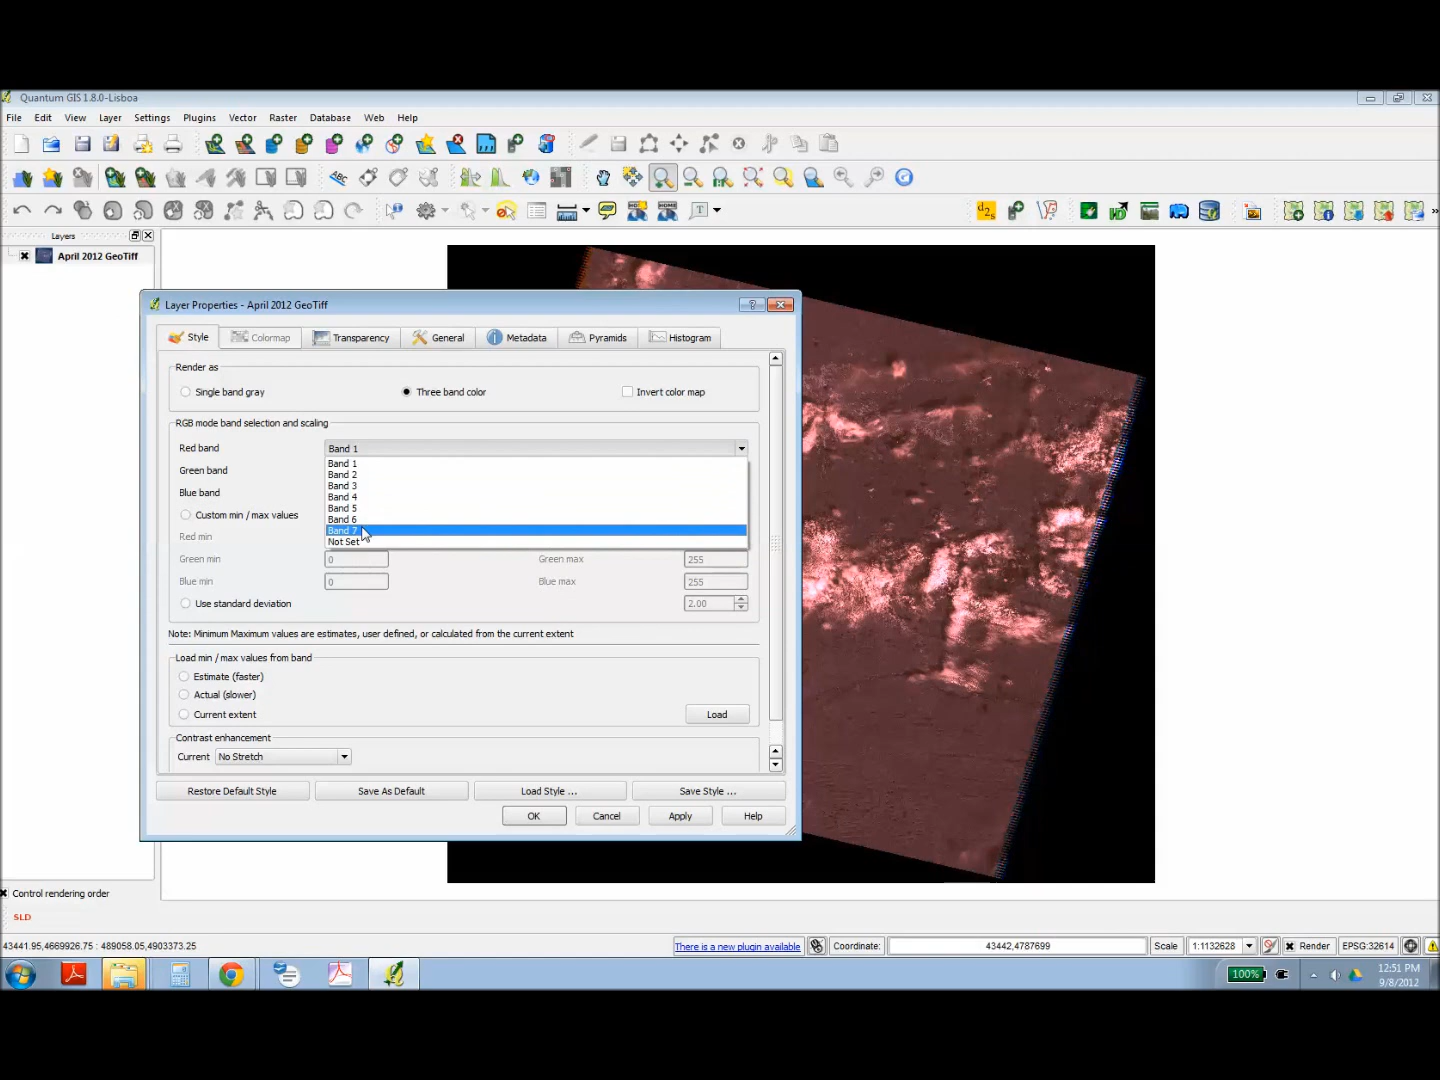 Quantum GIS 1.8.0-Lisboa
File Edit View Layer Settings Plugins Vector Raster Database Web Help
ABC
Layers
April 2012 GeoTiff
Layer Properties - April 2012 GeoTiff
Style Colormap Transparency General Metadata Pyramids Histogram
Render as
Single band gray Three band color Invert color map
RGB mode band selection and scaling
Red band Band 1
Band 1
Green band Band 2
Band 3
Blue band Band 4
Band 5
Custom min / max values Band 6
Band 7
Red min Not Set
Green min 0 Green max 255
Blue min 0 Blue max 255
Use standard deviation 2.00
Note: Minimum Maximum values are estimates, user defined, or calculated from the current extent
Load min / max values from band
Estimate (faster)
Actual (slower)
Current extent Load
Contrast enhancement
Current No Stretch
Restore Default Style Save As Default Load Style ... Save Style ...
OK Cancel Apply Help
Control rendering order
SLD
43441.95,4669926.75 : 489058.05,4903373.25 There is a new plugin available Coordinate: 43442,4787699 Scale 1:1132628 Render EPSG:32614
100% 12:51 PM
9/8/2012